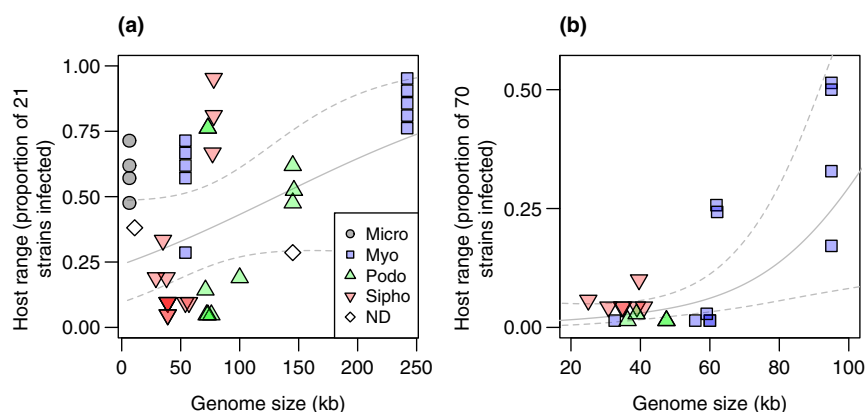 (a)
Host range (proportion of 21
strains infected)
1.00
0.75
0.50
0.25
0.00
0
50
100
150
200
250
Genome size (kb)
Micro
Myo
Podo
Sipho
ND
(b)
Host range (proportion of 70
strains infected)
0.50
0.25
0.00
20
40
60
80
100
Genome size (kb)